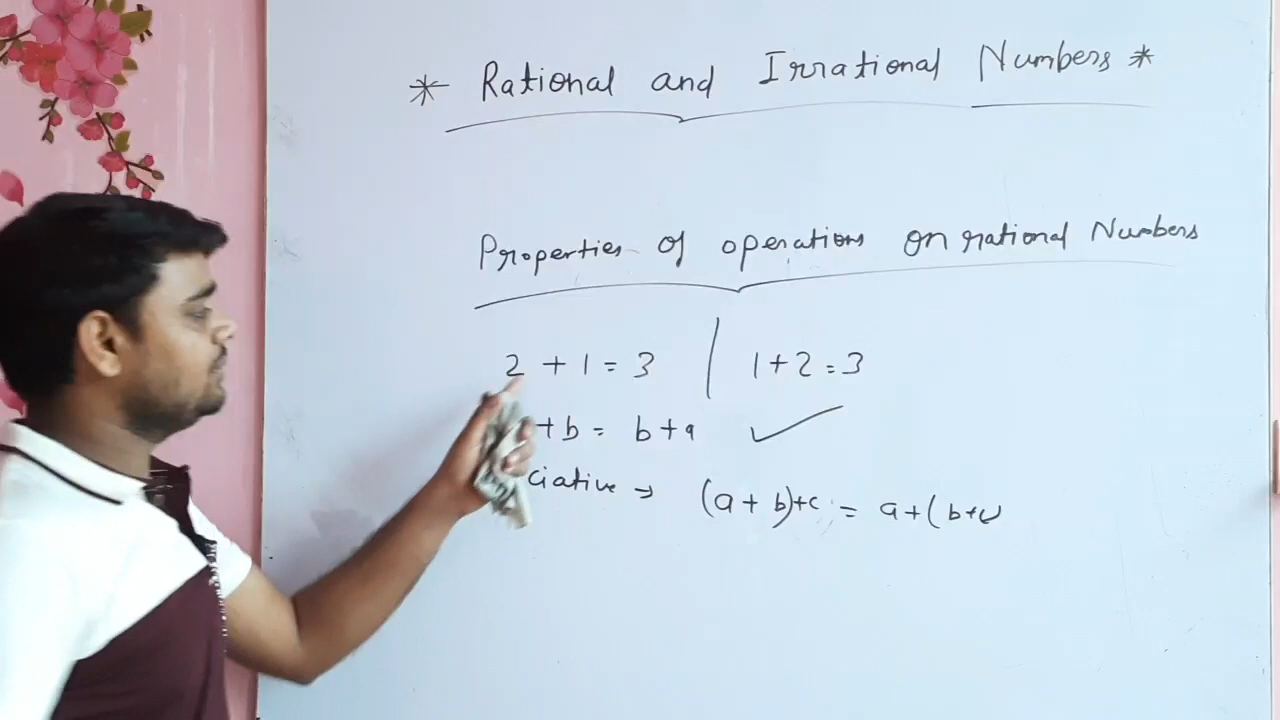 * Rational and Irrational Numbers *
Properties of operations on rational Numbers
2 + 1 = 3 | 1 + 2 = 3
+ b = b + a ✓
ciative → (a + b) + c = a + (b + c)